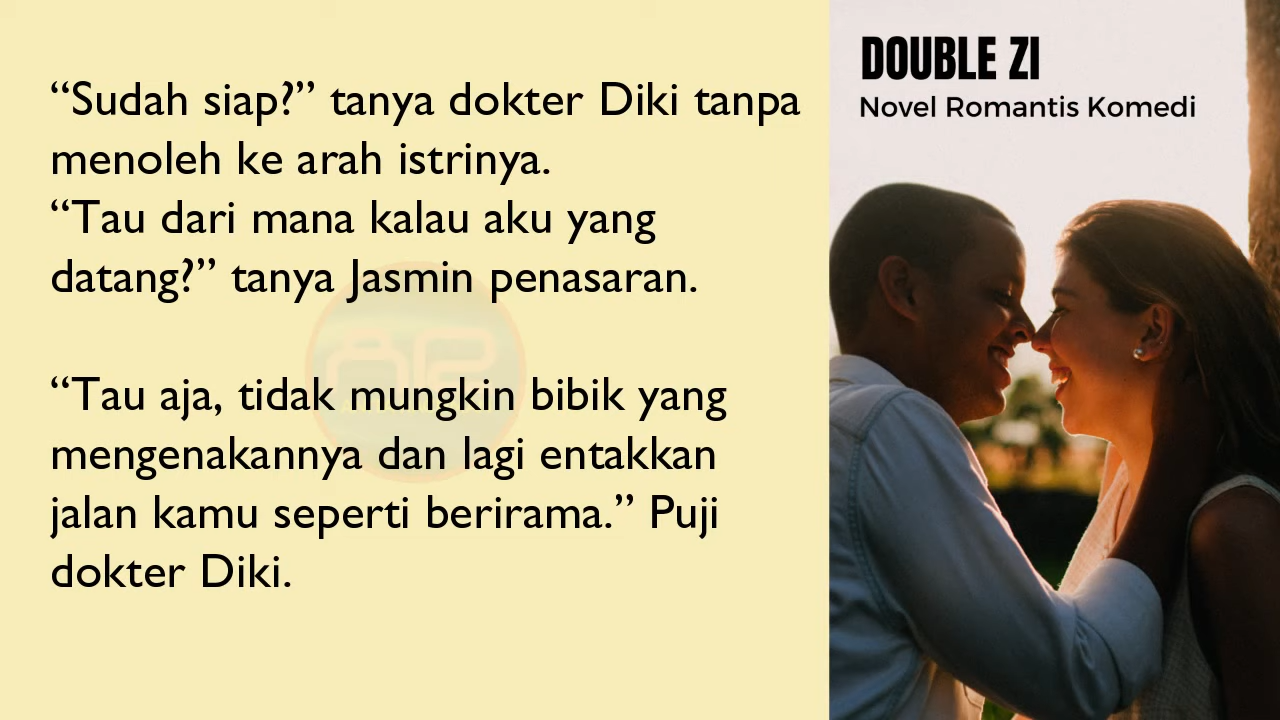 “Sudah siap?” tanya dokter Diki tanpa
menoleh ke arah istrinya.
“Tau dari mana kalau aku yang
datang?” tanya Jasmin penasaran.
“Tau aja, tidak mungkin bibik yang
mengenakannya dan lagi entakkan
jalan kamu seperti berirama.” Puji
dokter Diki.
DOUBLE ZI
Novel Romantis Komedi